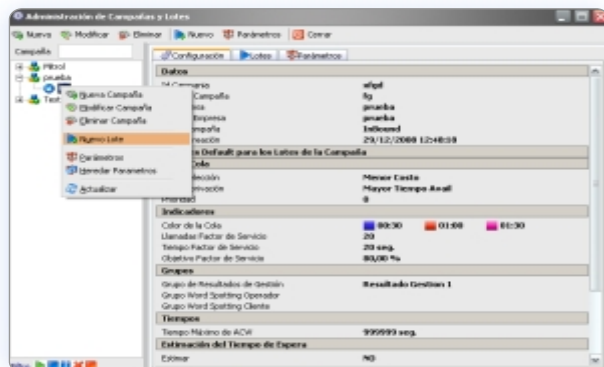 Administración de Campañas y Lotes
Nueva Modificar Eliminar Nuevo Parámetros Cerrar
Campaña
Configuración Lotes Parámetros
Mitrol
prueba
Test
Nueva Campaña
Modificar Campaña
Eliminar Campaña
Nuevo Lote
Parámetros
Heredar Parametros
Actualizar
Datos
Campaña fg
prueba
Empresa prueba
InBound
29/12/2008
Default para los Lotes de la Campaña
Cola
Menor Costo
Mayor Tiempo Avail
Prioridad 0
Indicadores
Color de la Cola 00:30 01:00 01:30
Llamadas Factor de Servicio 20
Tiempo Factor de Servicio 20 seg.
Objetivo Factor de Servicio 80,00 %
Grupos
Grupo de Resultados de Gestión Resultado Gestion 1
Grupo Word Spotting Operador
Grupo Word Spotting Cliente
Tiempos
Tiempo Máximo de ACW 999999 seg.
Estimación del Tiempo de Espera
Estimar NO